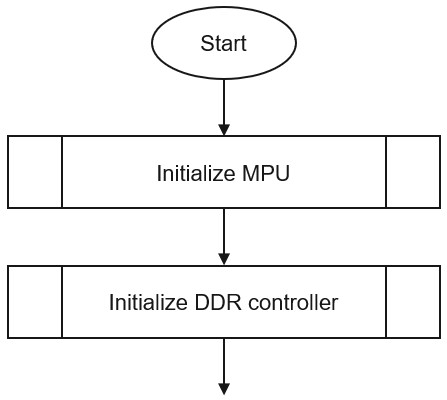 Start
Initialize MPU
Initialize DDR controller